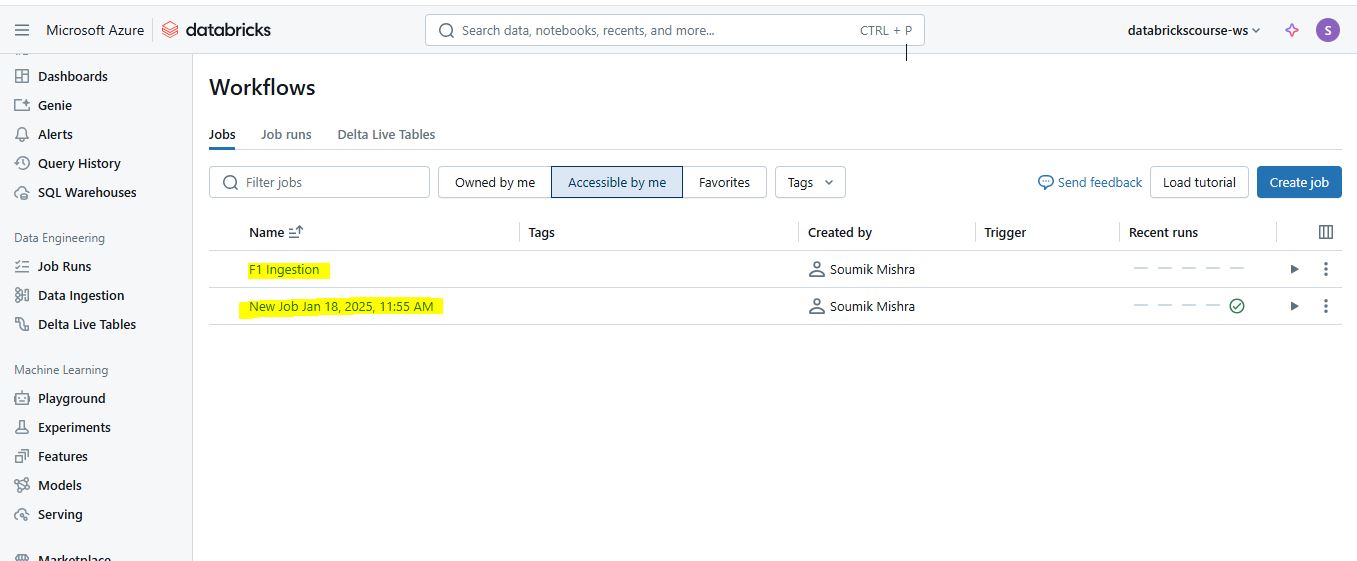 Microsoft Azure databricks Search data, notebooks, recents, and more... CTRL + P databrickscourse-ws S
Dashboards
Genie
Alerts
Query History
SQL Warehouses
Data Engineering
Job Runs
Data Ingestion
Delta Live Tables
Machine Learning
Playground
Experiments
Features
Models
Serving
Marketplace
Workflows
Jobs Job runs Delta Live Tables
Filter jobs Owned by me Accessible by me Favorites Tags Send feedback Load tutorial Create job
Name Tags Created by Trigger Recent runs
F1 Ingestion Soumik Mishra
New Job Jan 18, 2025, 11:55 AM Soumik Mishra